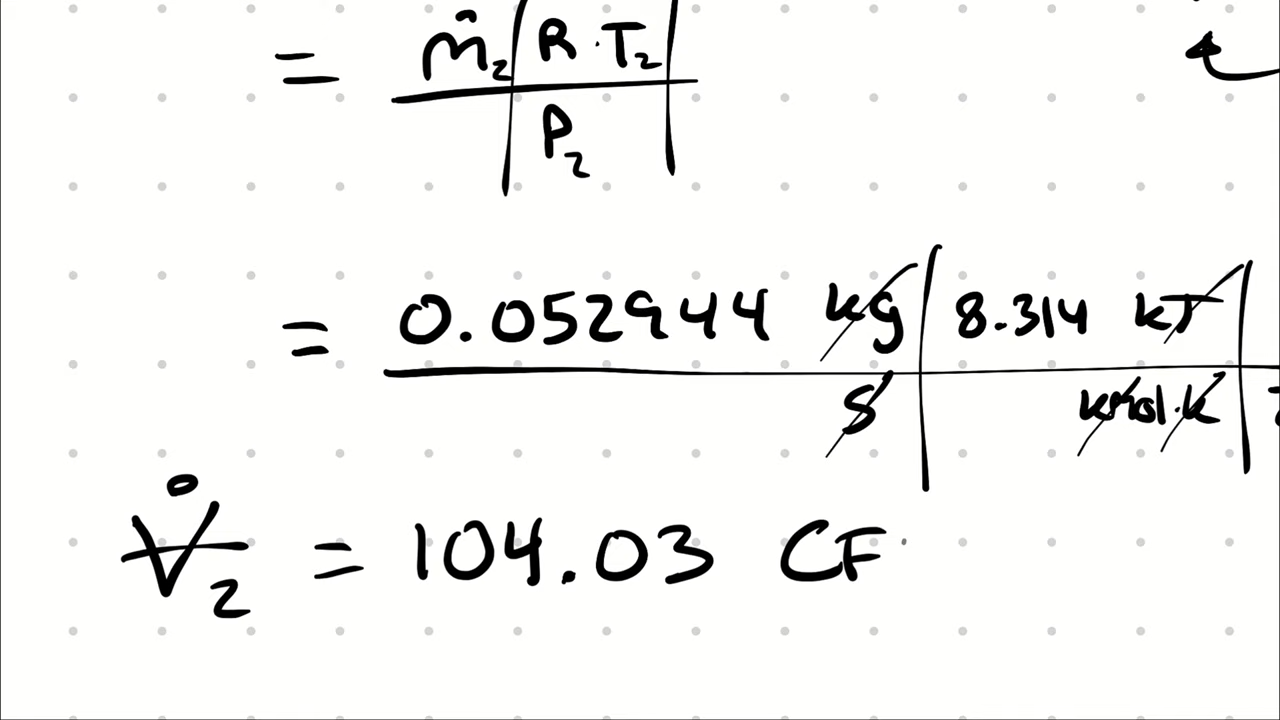 = ṁ₂ | R·T₂ |
P₂
= 0.052944 kg | 8.314 kJ |
s | kmol·K |
V̇₂ = 104.03 CF